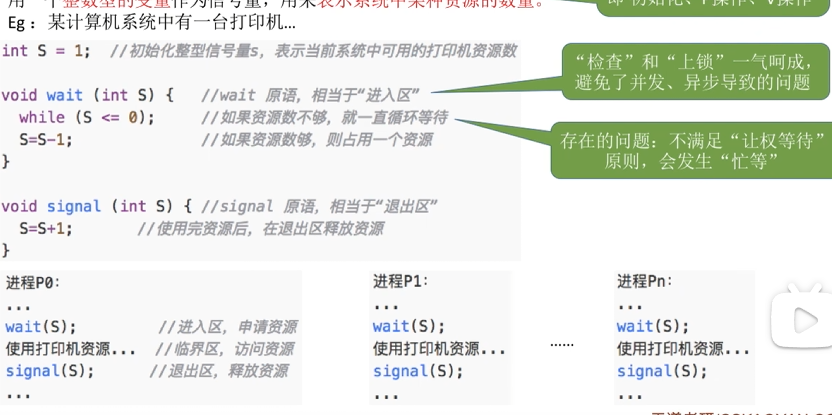 用一个整数型的变量作为信号量，用来表示系统中某种资源的数量。
即 初始化、P操作、V操作
Eg：某计算机系统中有一台打印机...
int S = 1;  //初始化整型信号量s，表示当前系统中可用的打印机资源数
“检查”和“上锁”一气呵成，
避免了并发、异步导致的问题
void wait (int S) {   //wait 原语，相当于“进入区”
while (S <= 0);   //如果资源数不够，就一直循环等待
S=S-1;   //如果资源数够，则占用一个资源
}
存在的问题：不满足“让权等待”
原则，会发生“忙等”
void signal (int S) { //signal 原语，相当于“退出区”
S=S+1;   //使用完资源后，在退出区释放资源
}
进程P0：
...
wait(S);   //进入区，申请资源
使用打印机资源...   //临界区，访问资源
signal(S);   //退出区，释放资源
...
进程P1：
...
wait(S);
使用打印机资源...
signal(S);
...
......
进程Pn：
...
wait(S);
使用打印机资源...
signal(S);
...